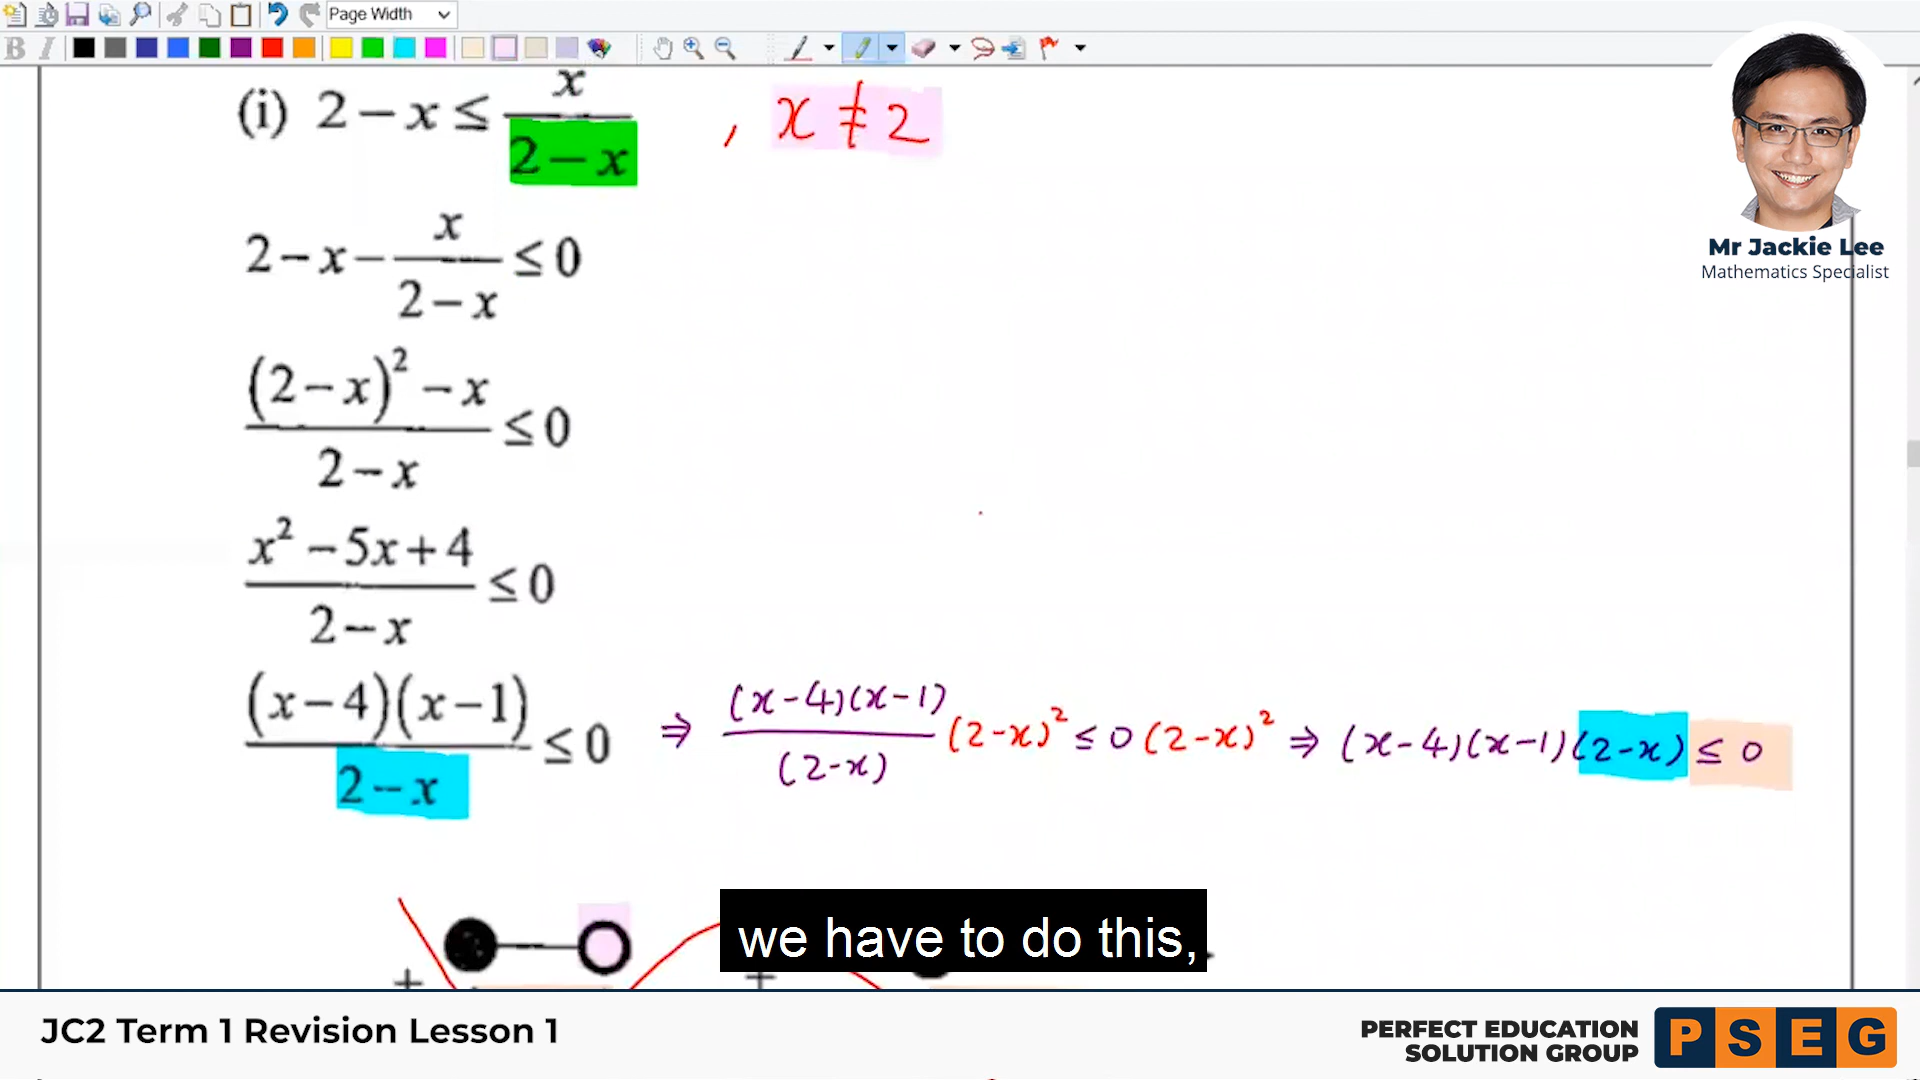 Page Width
B I
(i) 2 − x ≤ x/(2 − x) , x ≠ 2
2 − x − x/(2 − x) ≤ 0
((2 − x)² − x)/(2 − x) ≤ 0
(x² − 5x + 4)/(2 − x) ≤ 0
(x − 4)(x − 1)/(2 − x) ≤ 0 ⇒ (x−4)(x−1)/(2−x) (2−x)² ≤ 0 (2−x)² ⇒ (x−4)(x−1)(2−x) ≤ 0
+ +
we have to do this,
Mr Jackie Lee
Mathematics Specialist
JC2 Term 1 Revision Lesson 1
PERFECT EDUCATION
SOLUTION GROUP
PSEG